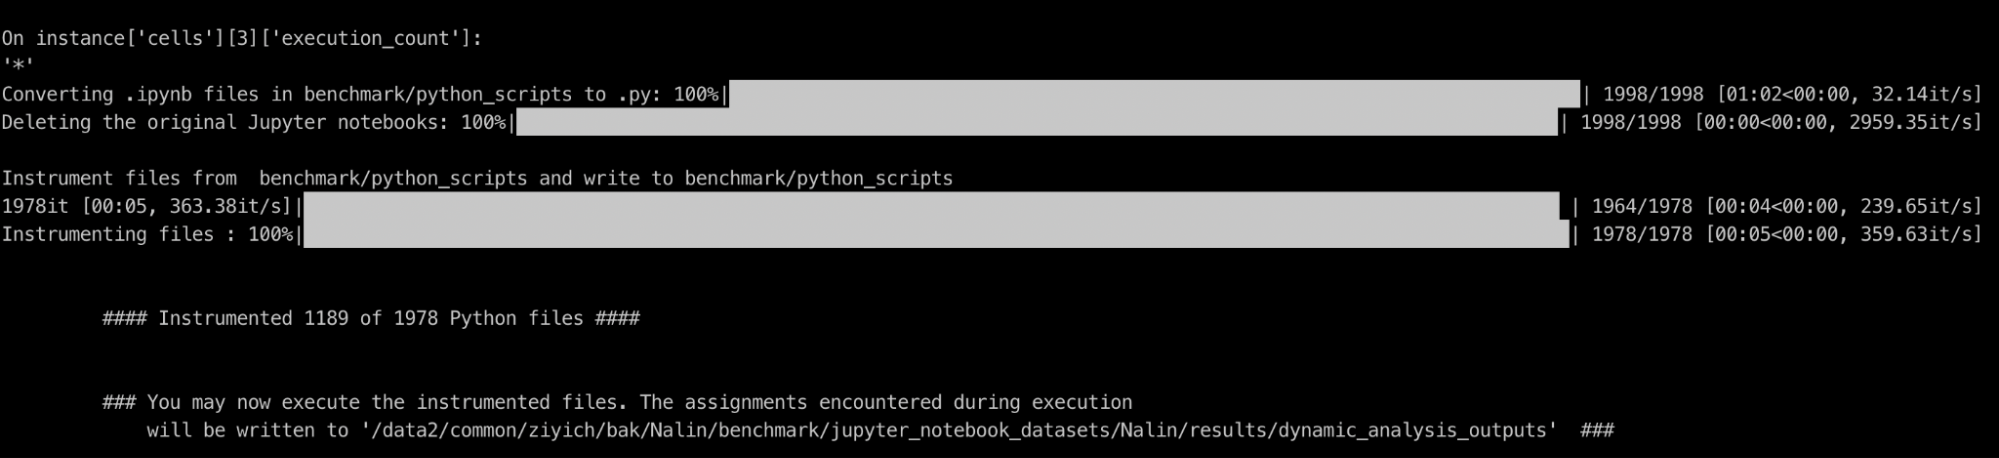 On instance['cells'][3]['execution_count']:
'*'
Converting .ipynb files in benchmark/python_scripts to .py: 100%| | 1998/1998 [01:02<00:00, 32.14it/s]
Deleting the original Jupyter notebooks: 100%| | 1998/1998 [00:00<00:00, 2959.35it/s]
Instrument files from  benchmark/python_scripts and write to benchmark/python_scripts
1978it [00:05, 363.38it/s]| | 1964/1978 [00:04<00:00, 239.65it/s]
Instrumenting files : 100%| | 1978/1978 [00:05<00:00, 359.63it/s]
#### Instrumented 1189 of 1978 Python files ####
### You may now execute the instrumented files. The assignments encountered during execution
will be written to '/data2/common/ziyich/bak/Nalin/benchmark/jupyter_notebook_datasets/Nalin/results/dynamic_analysis_outputs'  ###